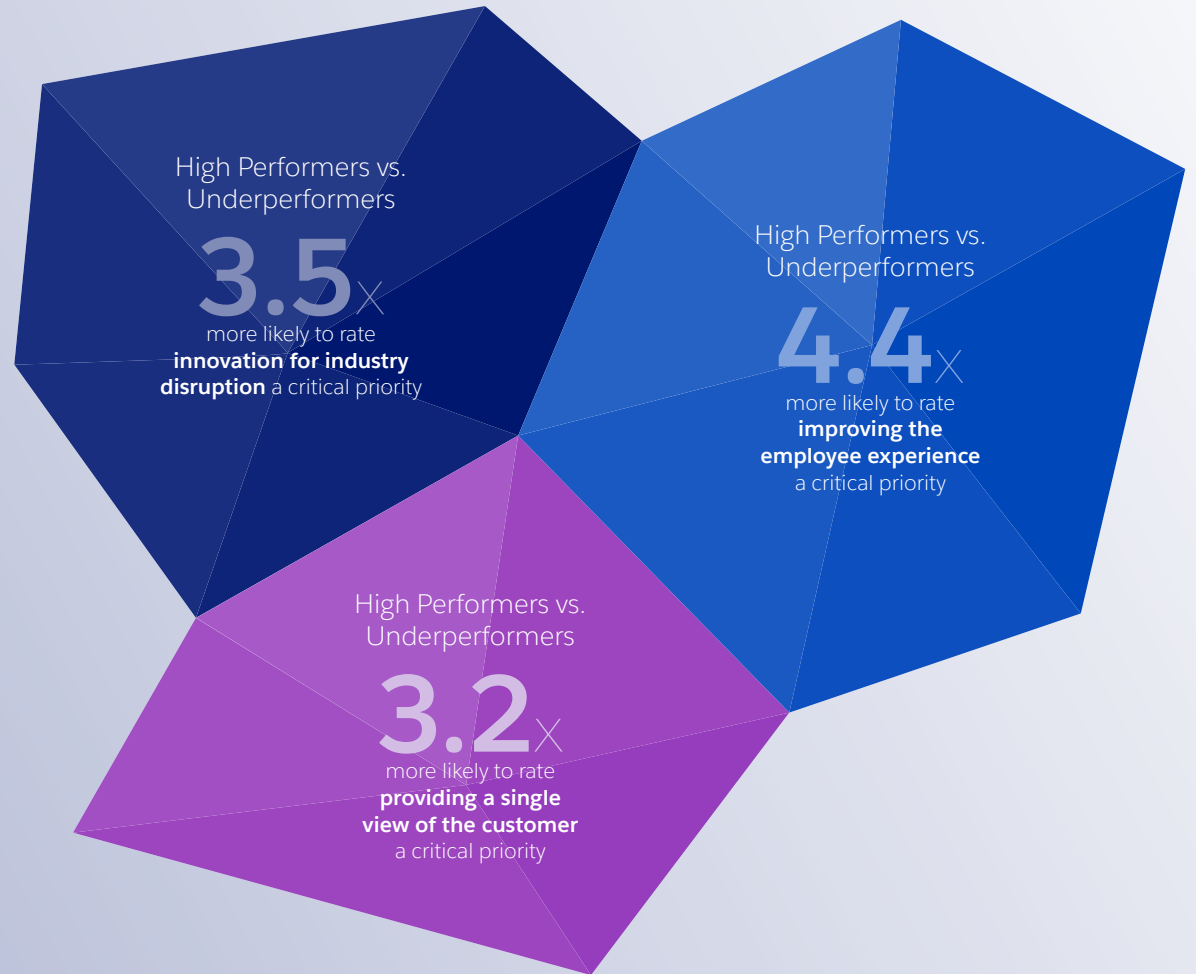 High Performers vs.
Underperformers
3.5X
more likely to rate
innovation for industry
disruption a critical priority
High Performers vs.
Underperformers
4.4X
more likely to rate
improving the
employee experience
a critical priority
High Performers vs.
Underperformers
3.2X
more likely to rate
providing a single
view of the customer
a critical priority